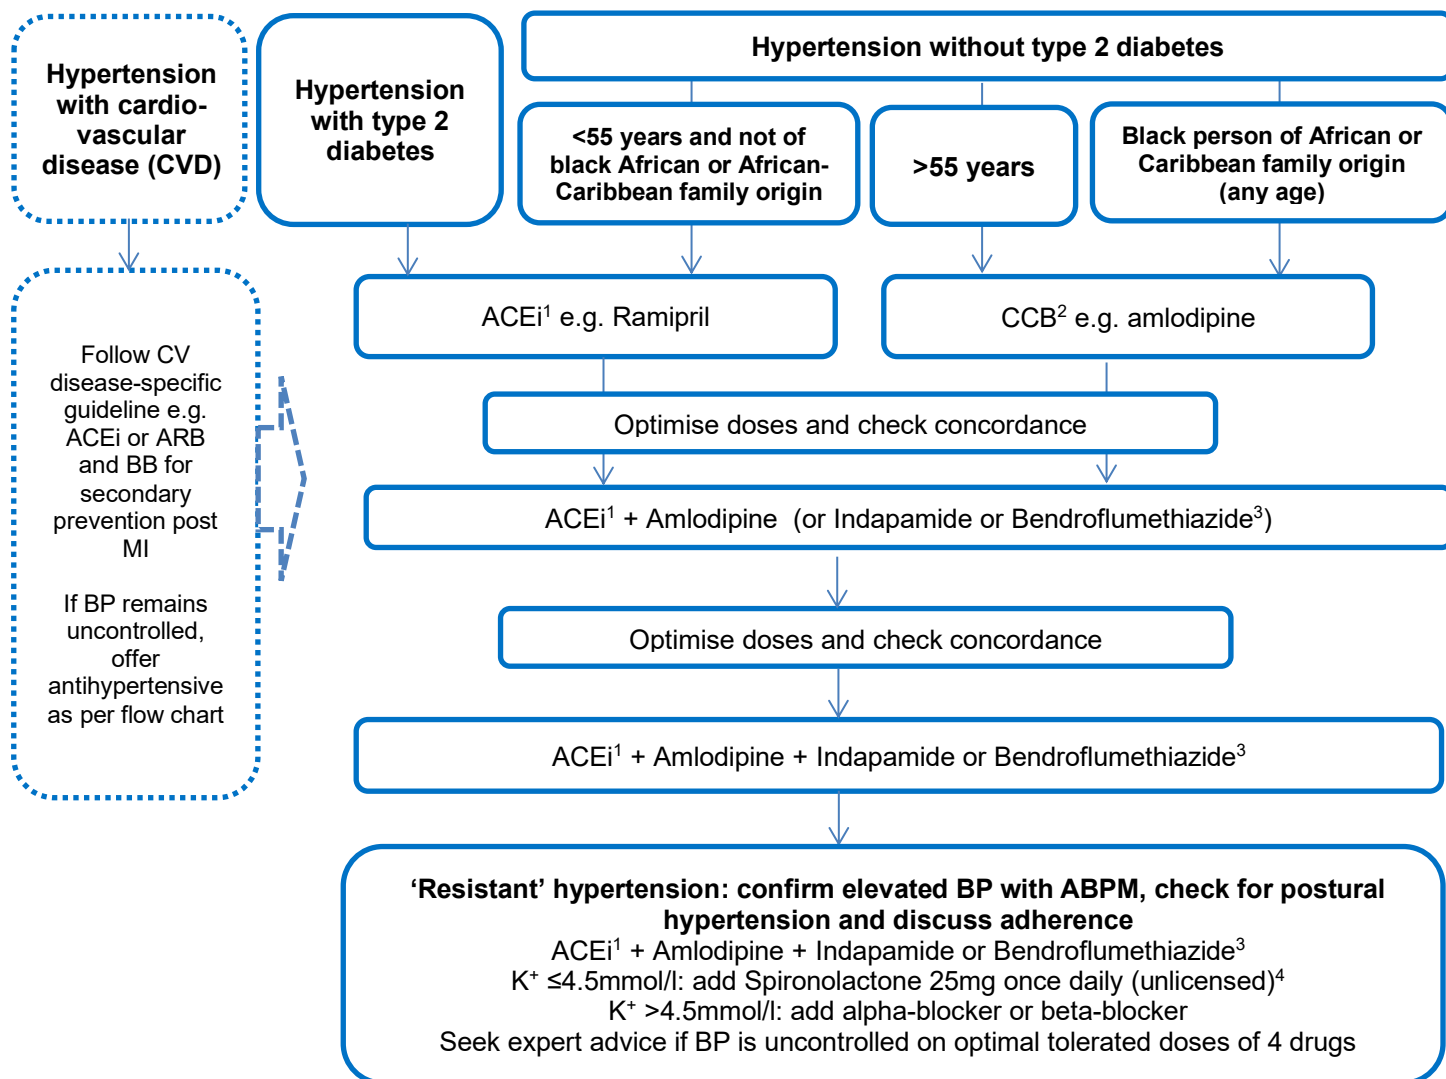 Hypertension
with cardio-
vascular
disease (CVD)
Hypertension
with type 2
diabetes
Hypertension without type 2 diabetes
<55 years and not of
black African or African-
Caribbean family origin
>55 years
Black person of African or
Caribbean family origin
(any age)
Follow CV
disease-specific
guideline e.g.
ACEi or ARB
and BB for
secondary
prevention post
MI
If BP remains
uncontrolled,
offer
antihypertensive
as per flow chart
ACEi¹ e.g. Ramipril
CCB² e.g. amlodipine
Optimise doses and check concordance
ACEi¹ + Amlodipine (or Indapamide or Bendroflumethiazide³)
Optimise doses and check concordance
ACEi¹ + Amlodipine + Indapamide or Bendroflumethiazide³
‘Resistant’ hypertension: confirm elevated BP with ABPM, check for postural
hypertension and discuss adherence
ACEi¹ + Amlodipine + Indapamide or Bendroflumethiazide³
K⁺ ≤4.5mmol/l: add Spironolactone 25mg once daily (unlicensed)⁴
K⁺ >4.5mmol/l: add alpha-blocker or beta-blocker
Seek expert advice if BP is uncontrolled on optimal tolerated doses of 4 drugs